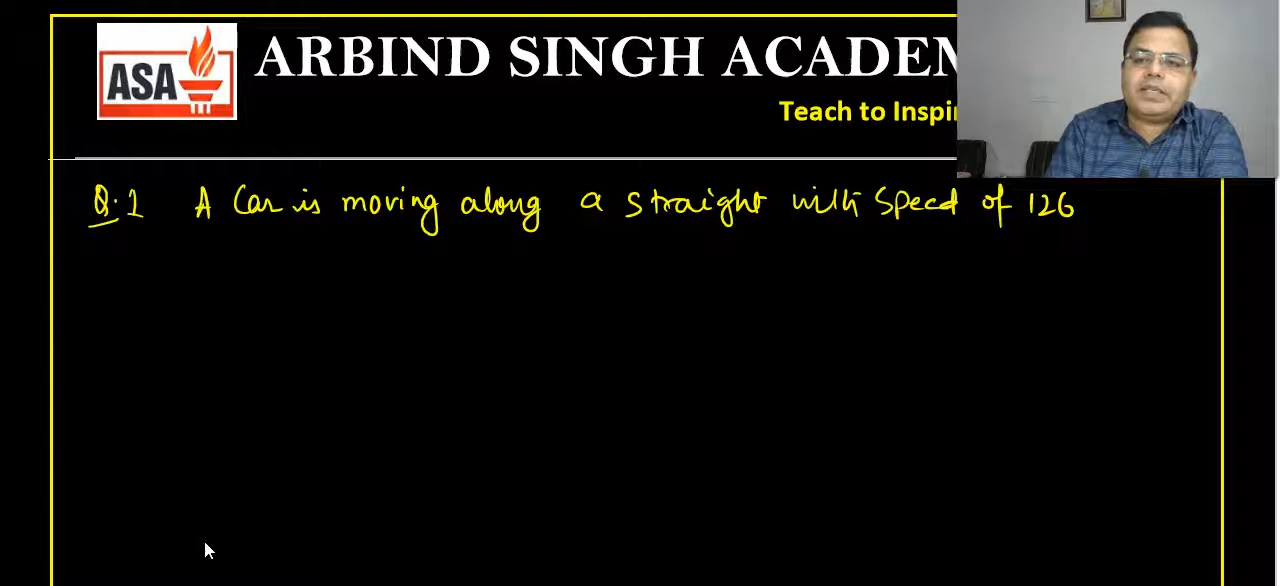 ASA
ARBIND SINGH ACADEM
Teach to Inspi
Q.1 A Car is moving along a straight with speed of 126